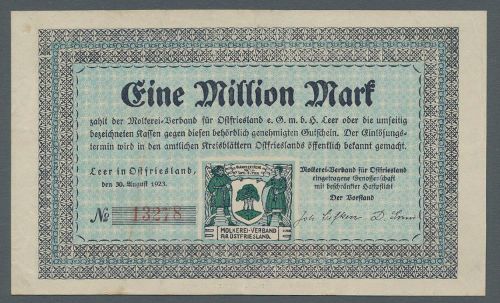 Eine Million Mark
zahlt der Molkerei-Verband für Ostfriesland e. G. m. b. H. Leer oder die umseitig
bezeichneten Kassen gegen diesen behördlich genehmigten Gutschein. Der Einlösungs-
termin wird in den amtlichen Kreisblättern Ostfrieslands öffentlich bekannt gemacht.
Leer in Ostfriesland,
den 30. August 1923.
№ 13278
MOLKEREI-VERBAND
FÜR OSTFRIESLAND.
Molkerei-Verband für Ostfriesland
eingetragene Genossenschaft
mit beschränkter Haftpflicht
Der Vorstand